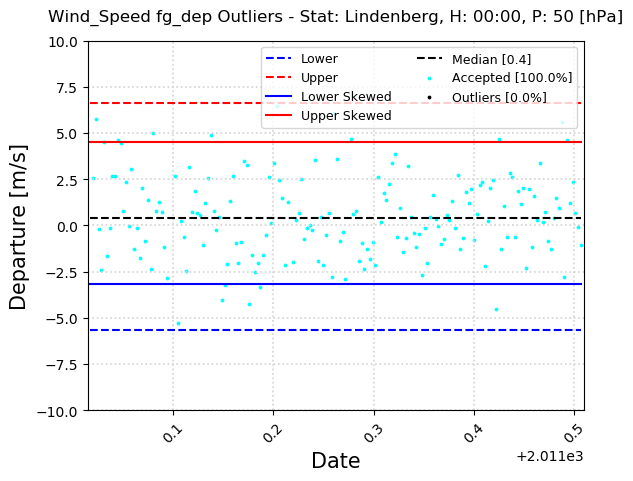 Wind_Speed fg_dep Outliers - Stat: Lindenberg, H: 00:00, P: 50 [hPa]
Departure [m/s]
10.0
7.5
5.0
2.5
0.0
−2.5
−5.0
−7.5
−10.0
Lower
Upper
Lower Skewed
Upper Skewed
Median [0.4]
Accepted [100.0%]
Outliers [0.0%]
0.1
0.2
0.3
0.4
0.5
+2.011e3
Date